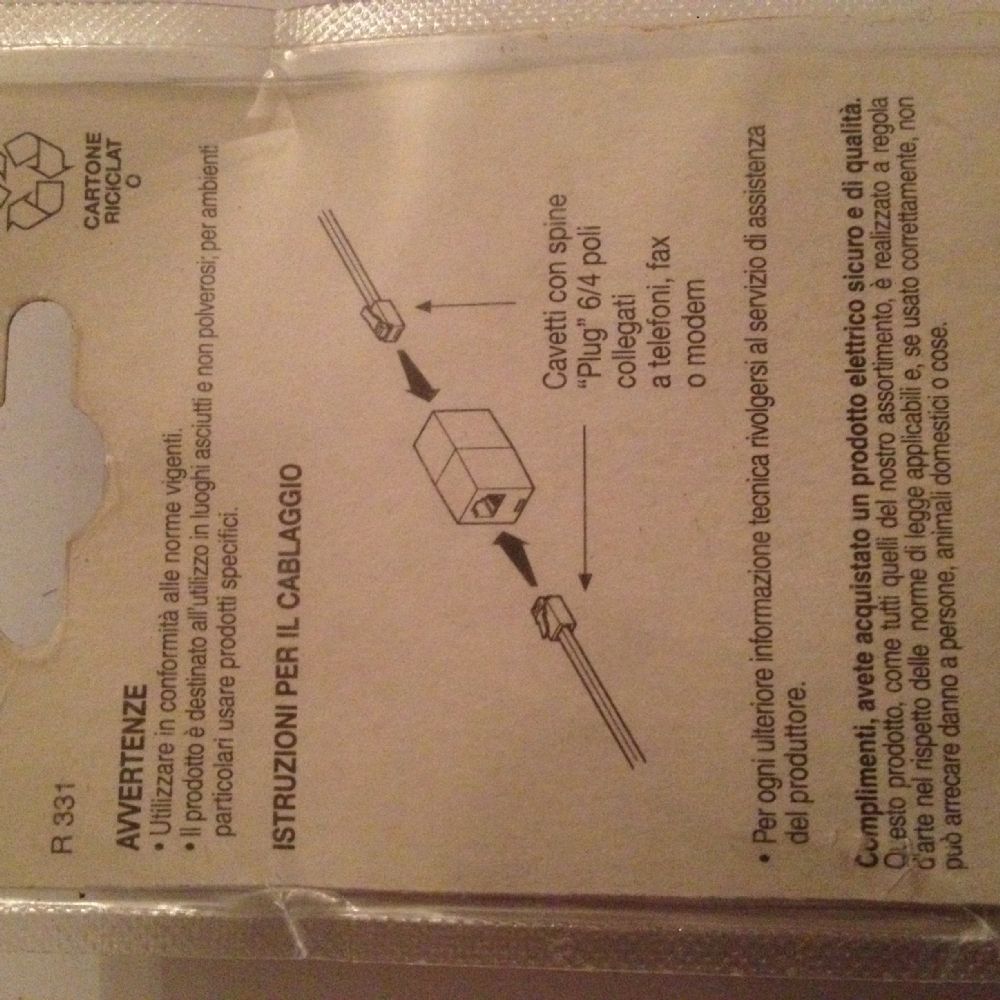 R 331
CARTONE
RICICLAT
O
AVVERTENZE
• Utilizzare in conformità alle norme vigenti.
• Il prodotto è destinato all'utilizzo in luoghi asciutti e non polverosi; per ambienti
particolari usare prodotti specifici.
ISTRUZIONI PER IL CABLAGGIO
Cavetti con spine
"Plug" 6/4 poli
collegati
a telefoni, fax
o modem
• Per ogni ulteriore informazione tecnica rivolgersi al servizio di assistenza
del produttore.
Complimenti, avete acquistato un prodotto elettrico sicuro e di qualità.
Questo prodotto, come tutti quelli del nostro assortimento, è realizzato a regola
d'arte nel rispetto delle norme di legge applicabili e, se usato correttamente, non
può arrecare danno a persone, animali domestici o cose.